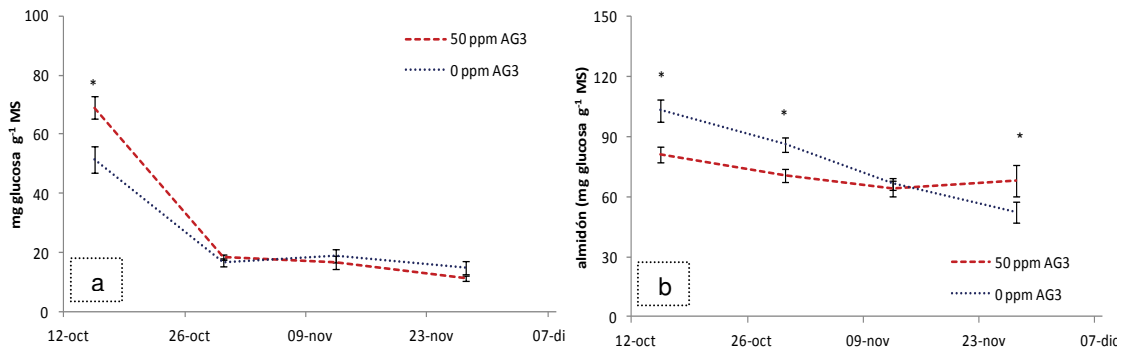 100
80
60
40
20
0
mg glucosa g-1 MS
50 ppm AG3
0 ppm AG3
*
a
12-oct
26-oct
09-nov
23-nov
07-di
150
120
90
60
30
0
almidón (mg glucosa g-1 MS)
*
*
*
50 ppm AG3
0 ppm AG3
b
12-oct
26-oct
09-nov
23-nov
07-dic